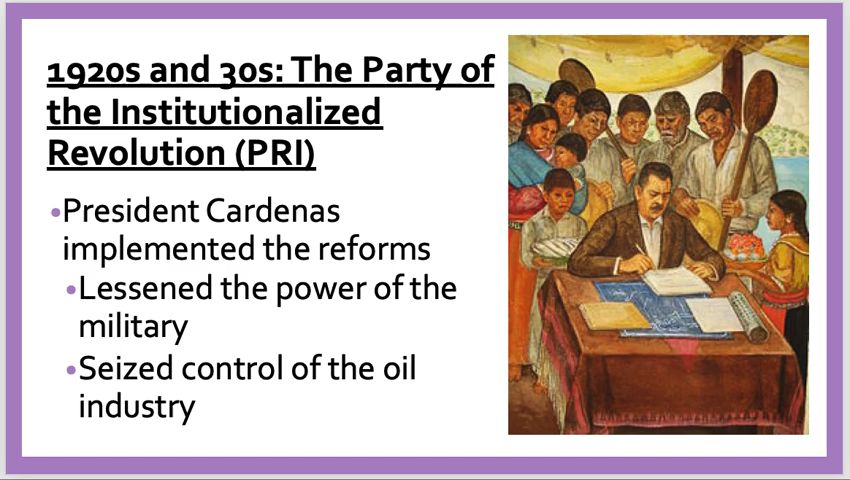 1920s and 30s: The Party of
the Institutionalized
Revolution (PRI)
•President Cardenas
implemented the reforms
•Lessened the power of the
military
•Seized control of the oil
industry